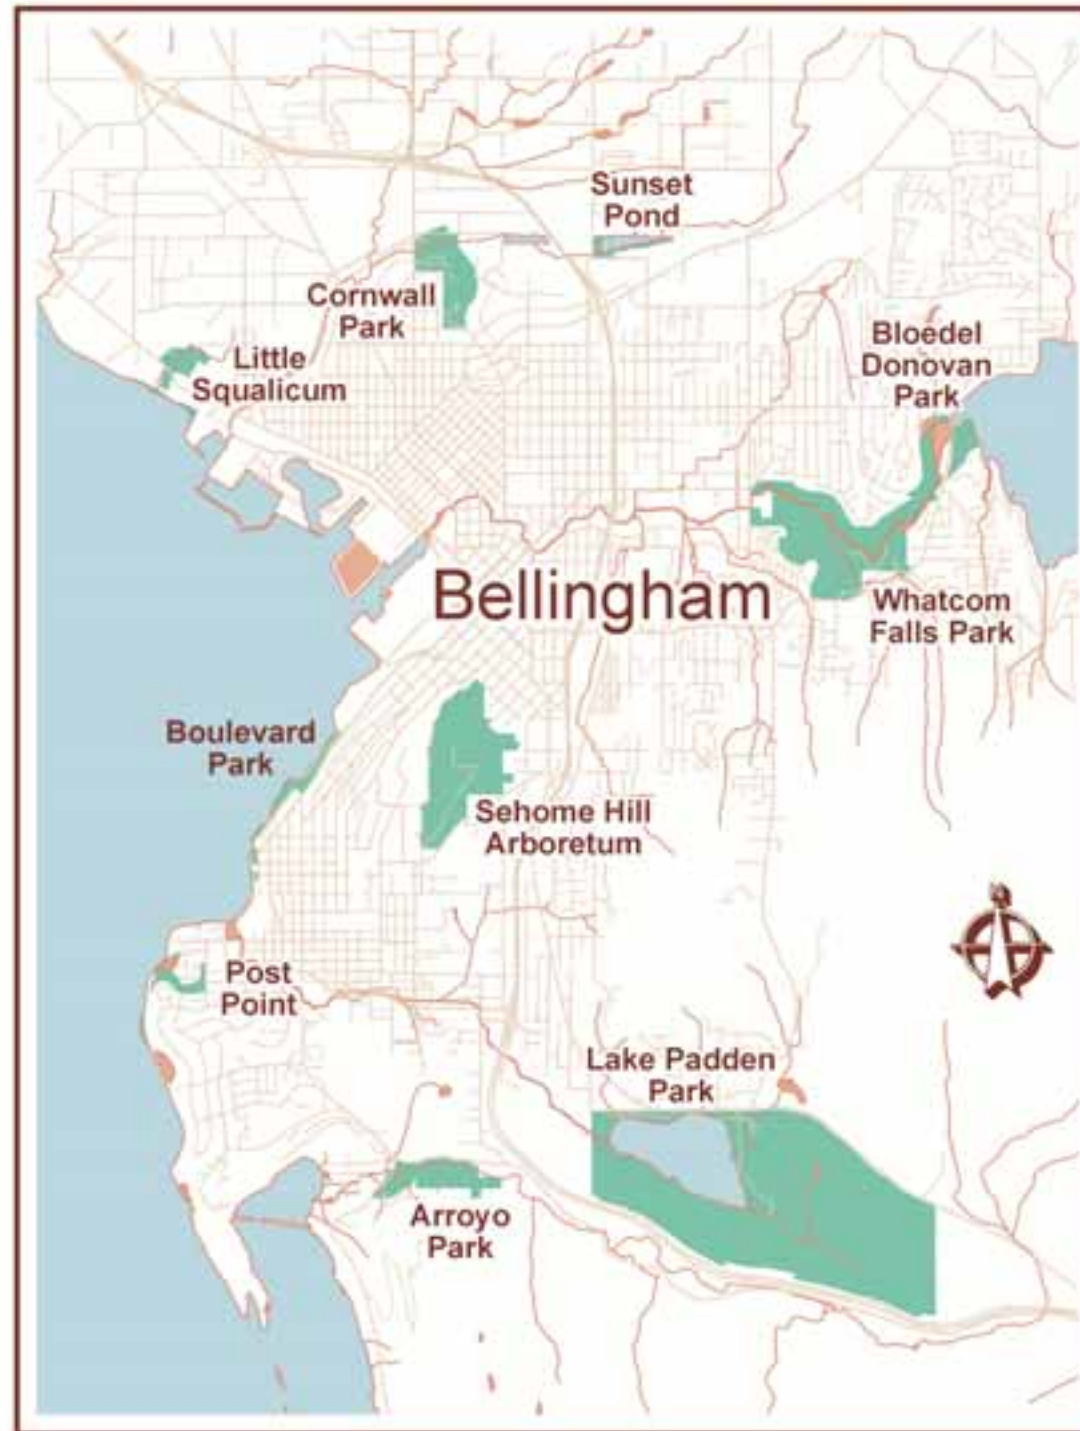 Sunset
Pond
Cornwall
Park
Bloedel
Donovan
Park
Little
Squalicum
Bellingham
Whatcom
Falls Park
Boulevard
Park
Sehome Hill
Arboretum
Post
Point
Lake Padden
Park
Arroyo
Park